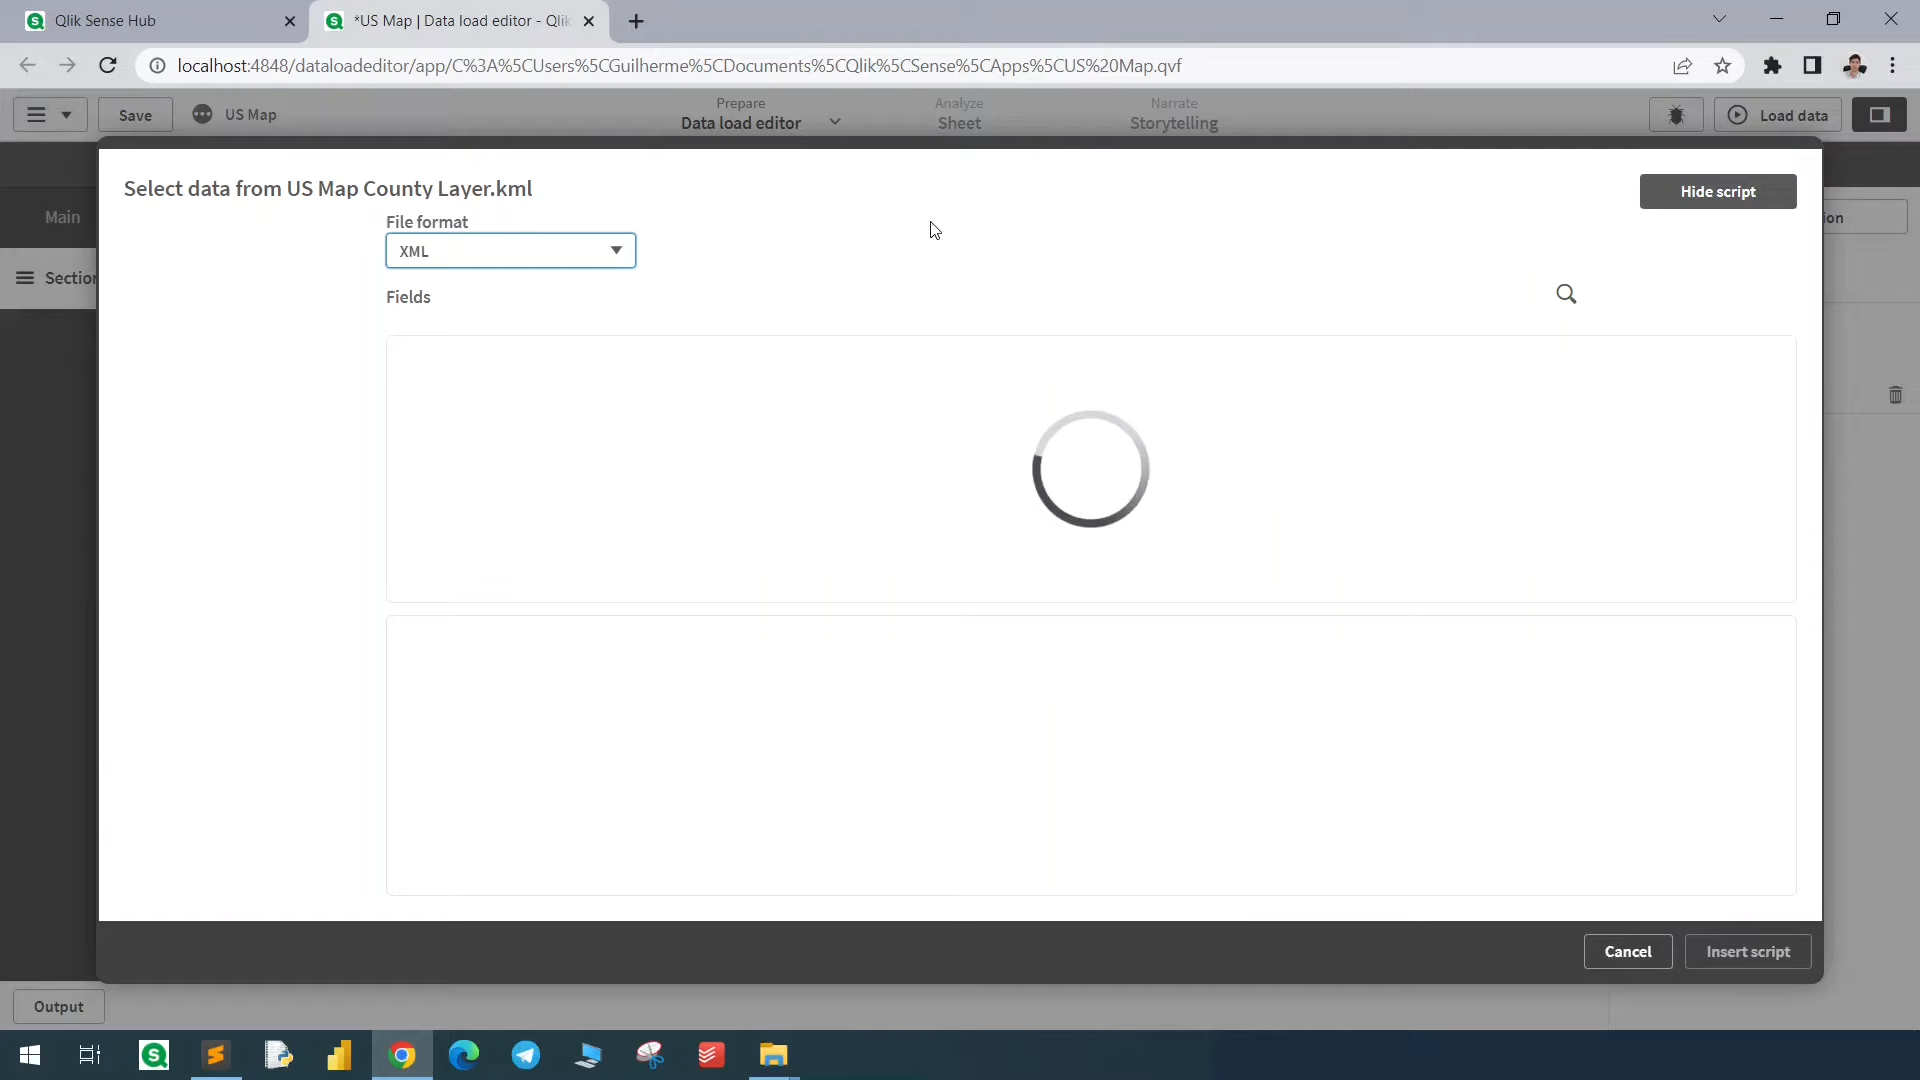 Qlik Sense Hub
*US Map | Data load editor - Qlik
localhost:4848/dataloadeditor/app/C%3A%5CUsers%5CGuilherme%5CDocuments%5CQlik%5CSense%5CApps%5CUS%20Map.qvf
Save
US Map
Prepare
Data load editor
Analyze
Sheet
Narrate
Storytelling
Load data
Select data from US Map County Layer.kml
Hide script
Main
File format
XML
Section
Fields
Cancel
Insert script
Output